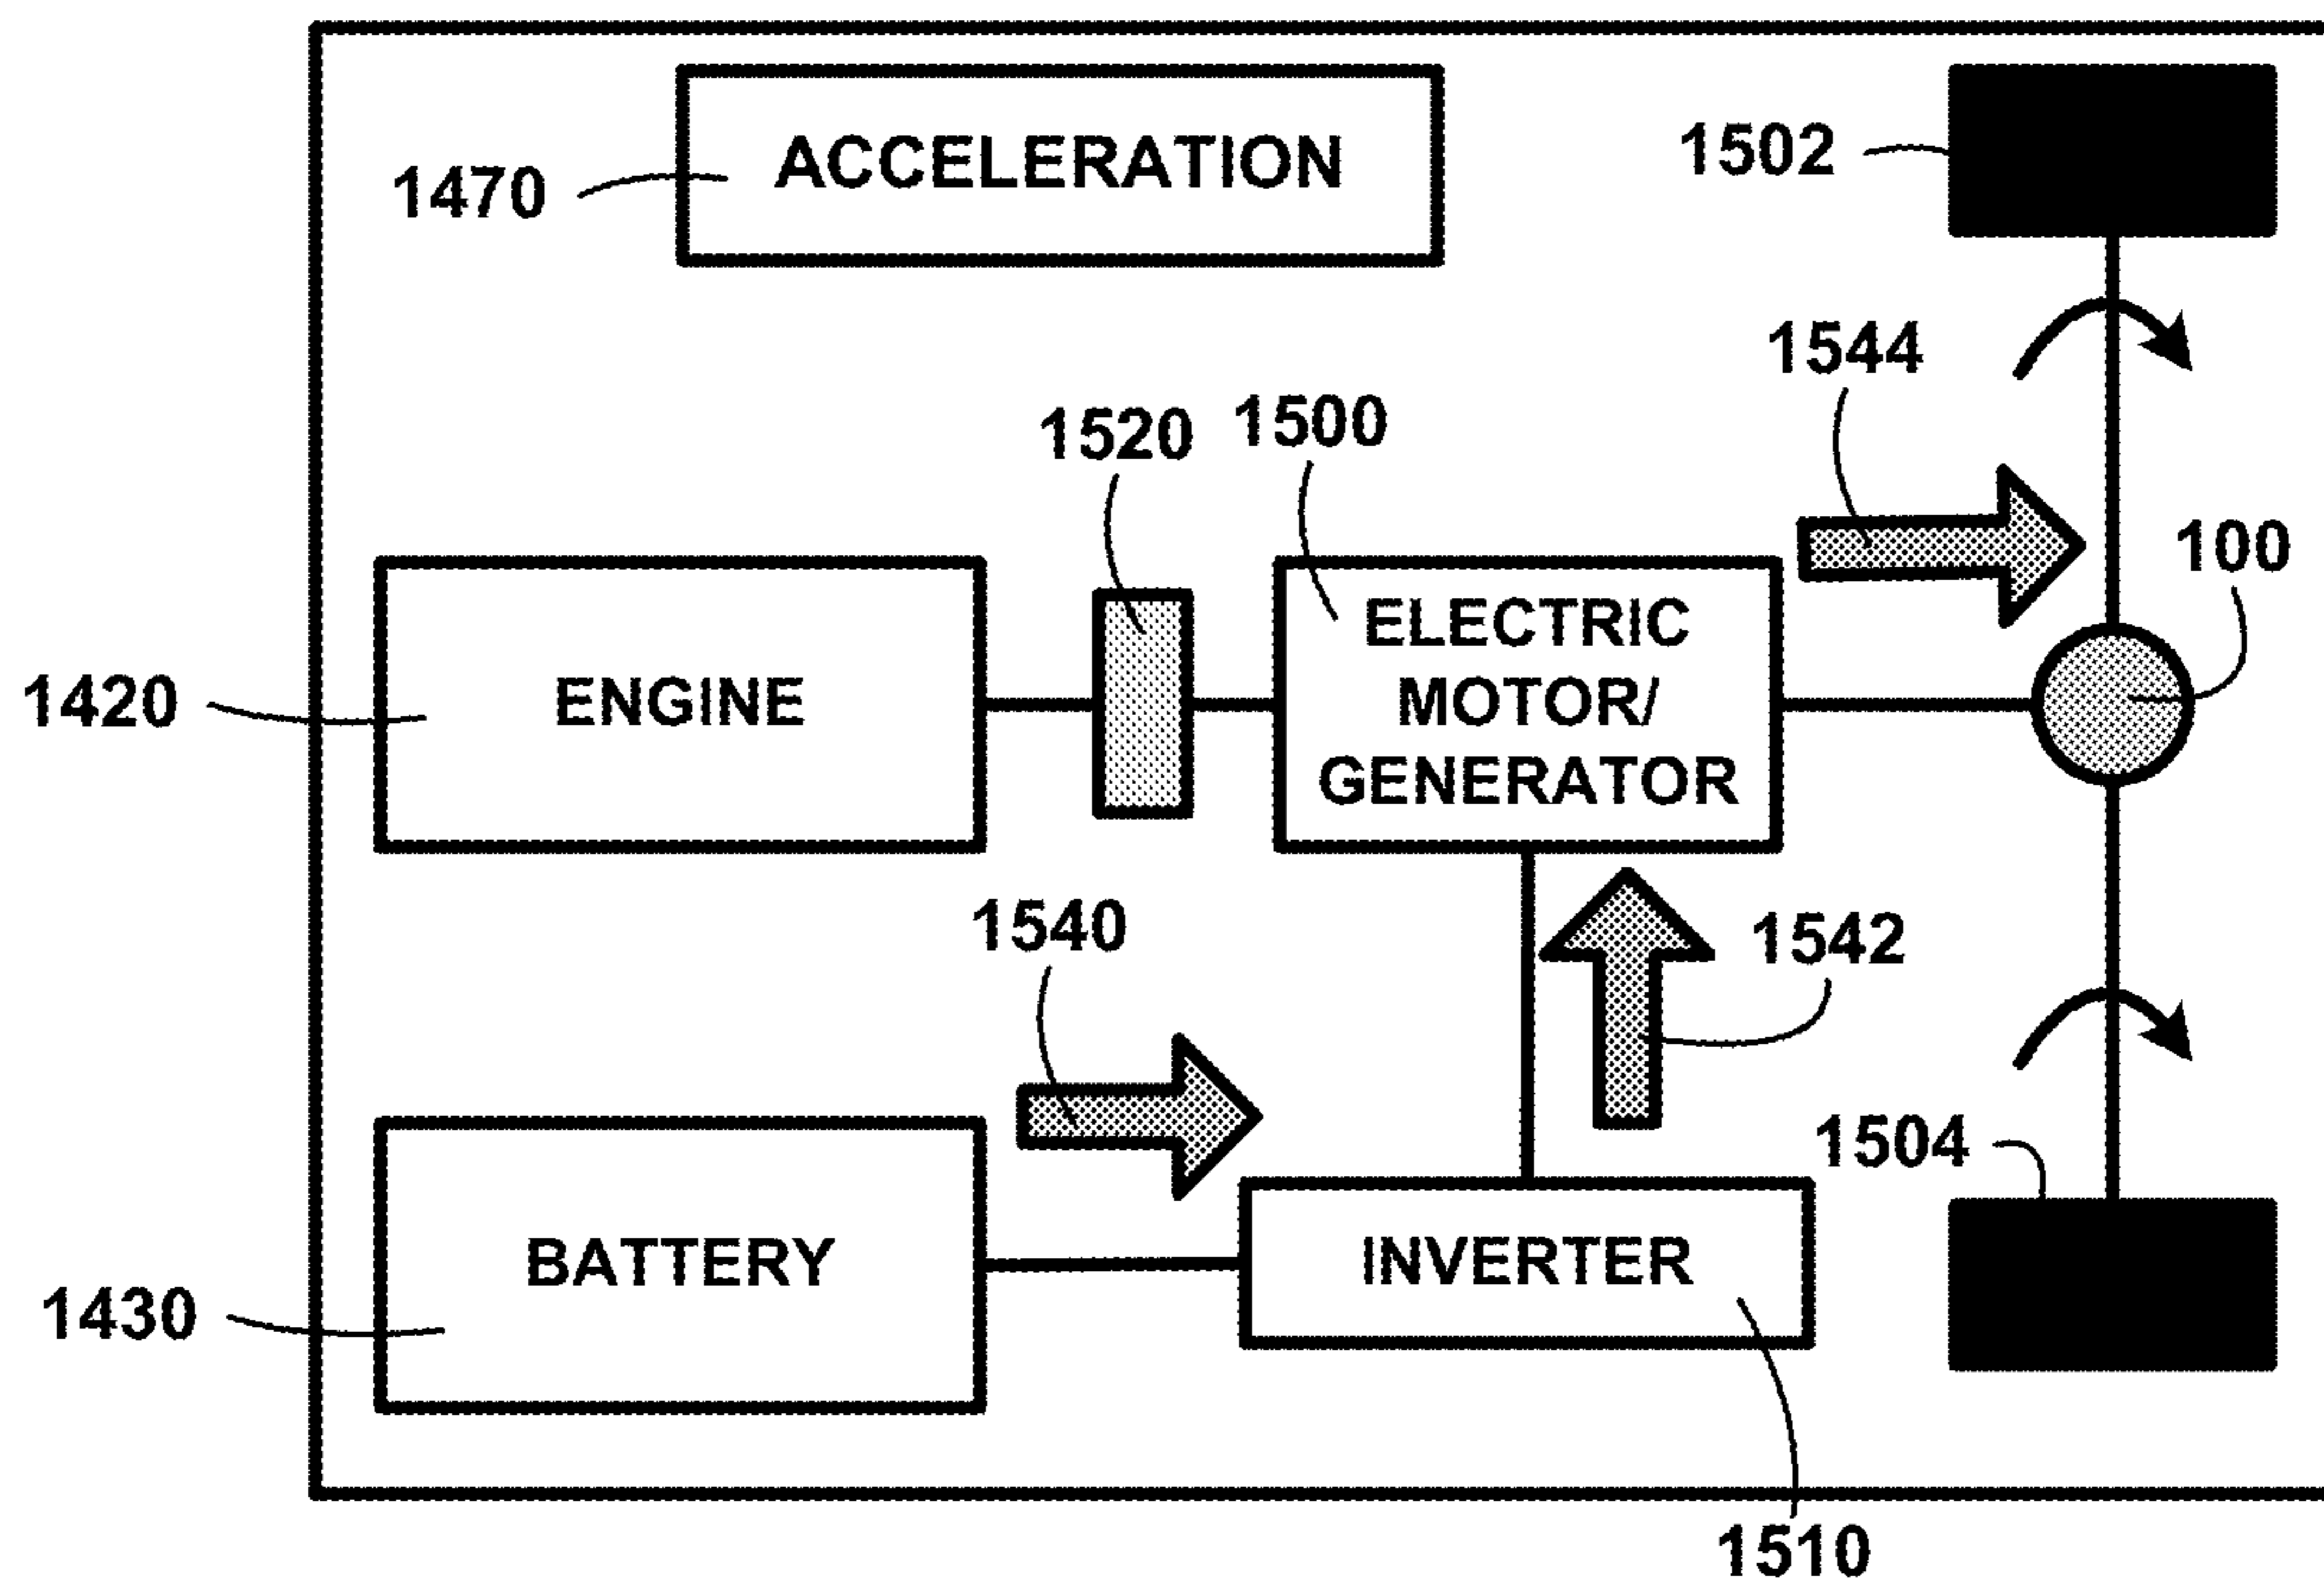 ACCELERATION
1470
1502
1544
1520
1500
100
ELECTRIC
MOTOR/
GENERATOR
ENGINE
1420
1540
1542
1504
BATTERY
INVERTER
1430
1510